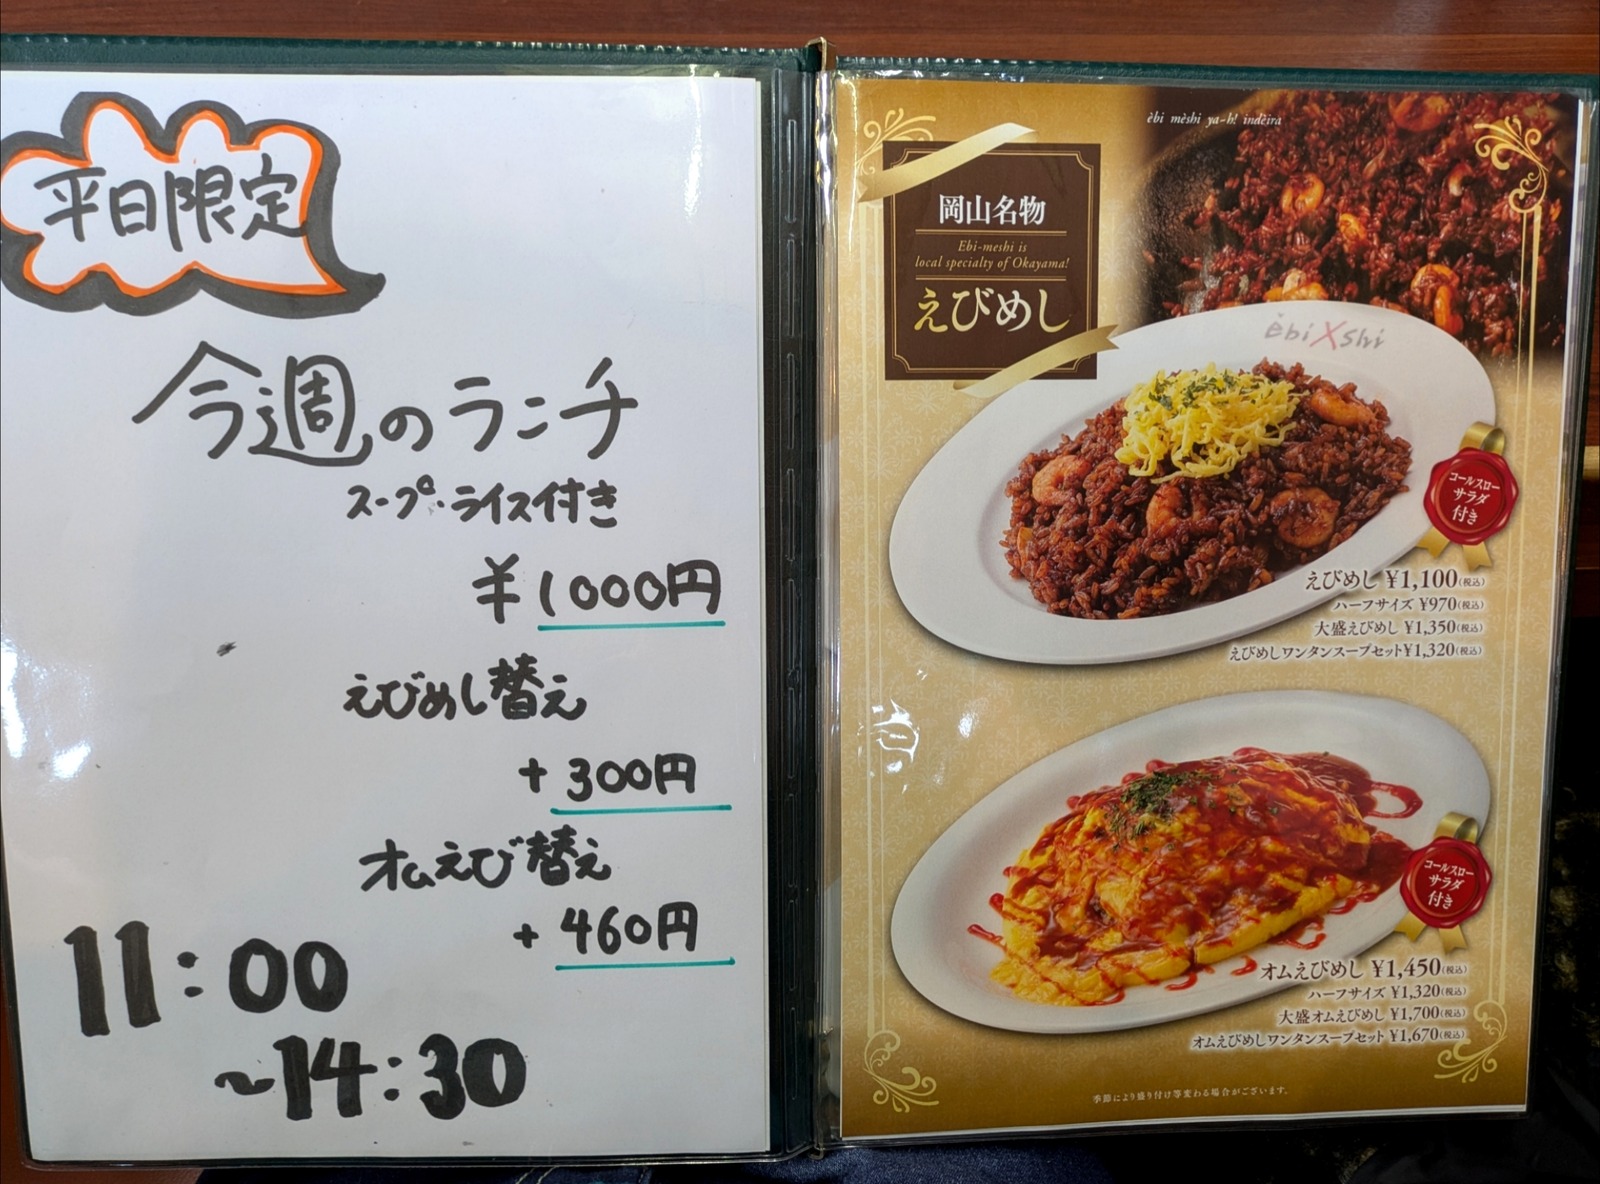 平日限定
今週のランチ
スープ・ライス付き
¥1000円
えびめし替え
+300円
オムえび替え
+460円
11:00
~14:30
èbi mèshi ya-h! indèira
岡山名物
Ebi-meshi is
local specialty of Okayama!
えびめし
èbi X shi
コールスロー
サラダ
付き
えびめし ¥1,100(税込)
ハーフサイズ ¥970(税込)
大盛えびめし ¥1,350(税込)
えびめしワンタンスープセット¥1,320(税込)
コールスロー
サラダ
付き
オムえびめし ¥1,450(税込)
ハーフサイズ ¥1,320(税込)
大盛オムえびめし ¥1,700(税込)
オムえびめしワンタンスープセット ¥1,670(税込)
季節により盛り付け等変わる場合がございます。